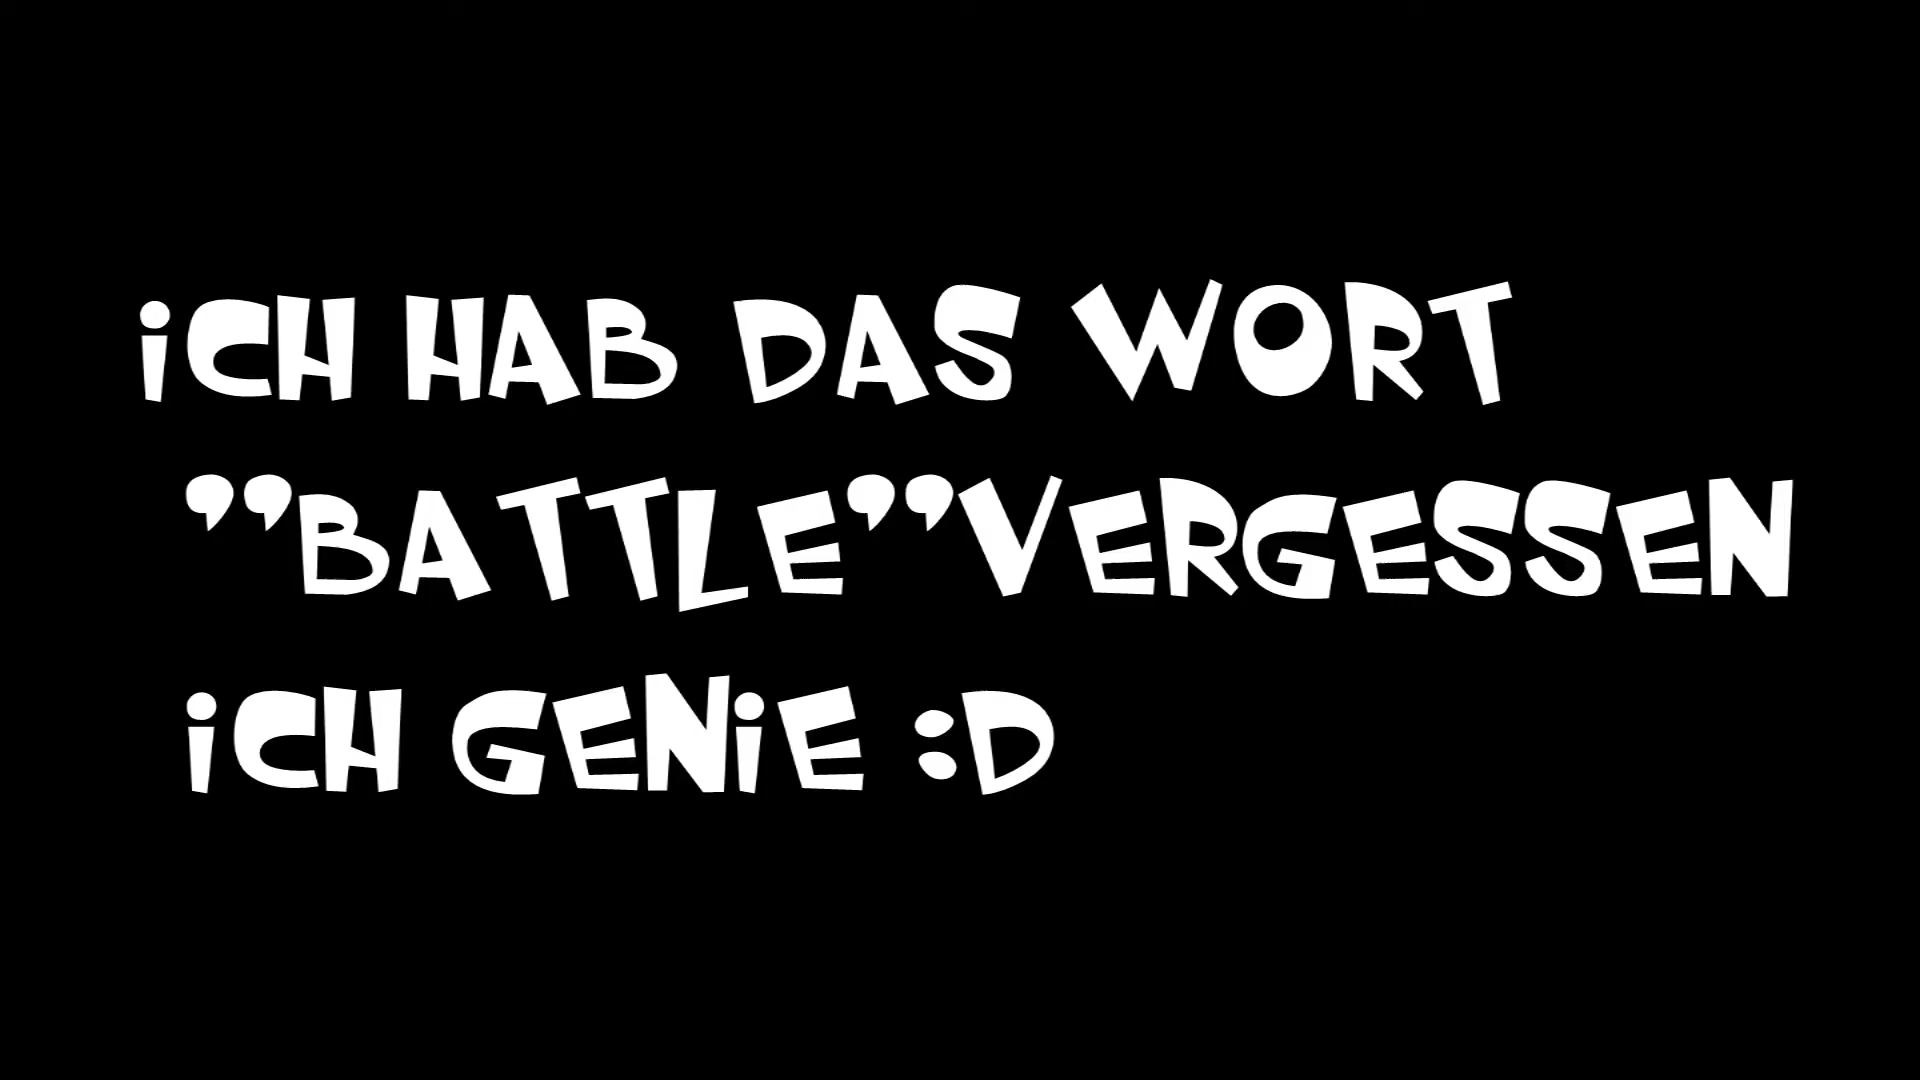 iCH HAB DAS WORT
”BATTLE”VERGESSEN
iCH GENiE :D